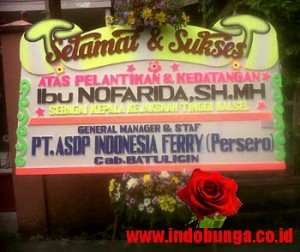 Selamat & Sukses
ATAS PELANTIKAN & KEDATANGAN
Ibu NOFARIDA, SH.MH
SEBAGAI KEPALA KEJAKSAAN TINGGI KALSEL
GENERAL MANAGER & STAF
PT. ASDP INDONESIA FERRY (Persero)
Cab. BATULICIN
www.indobunga.co.id